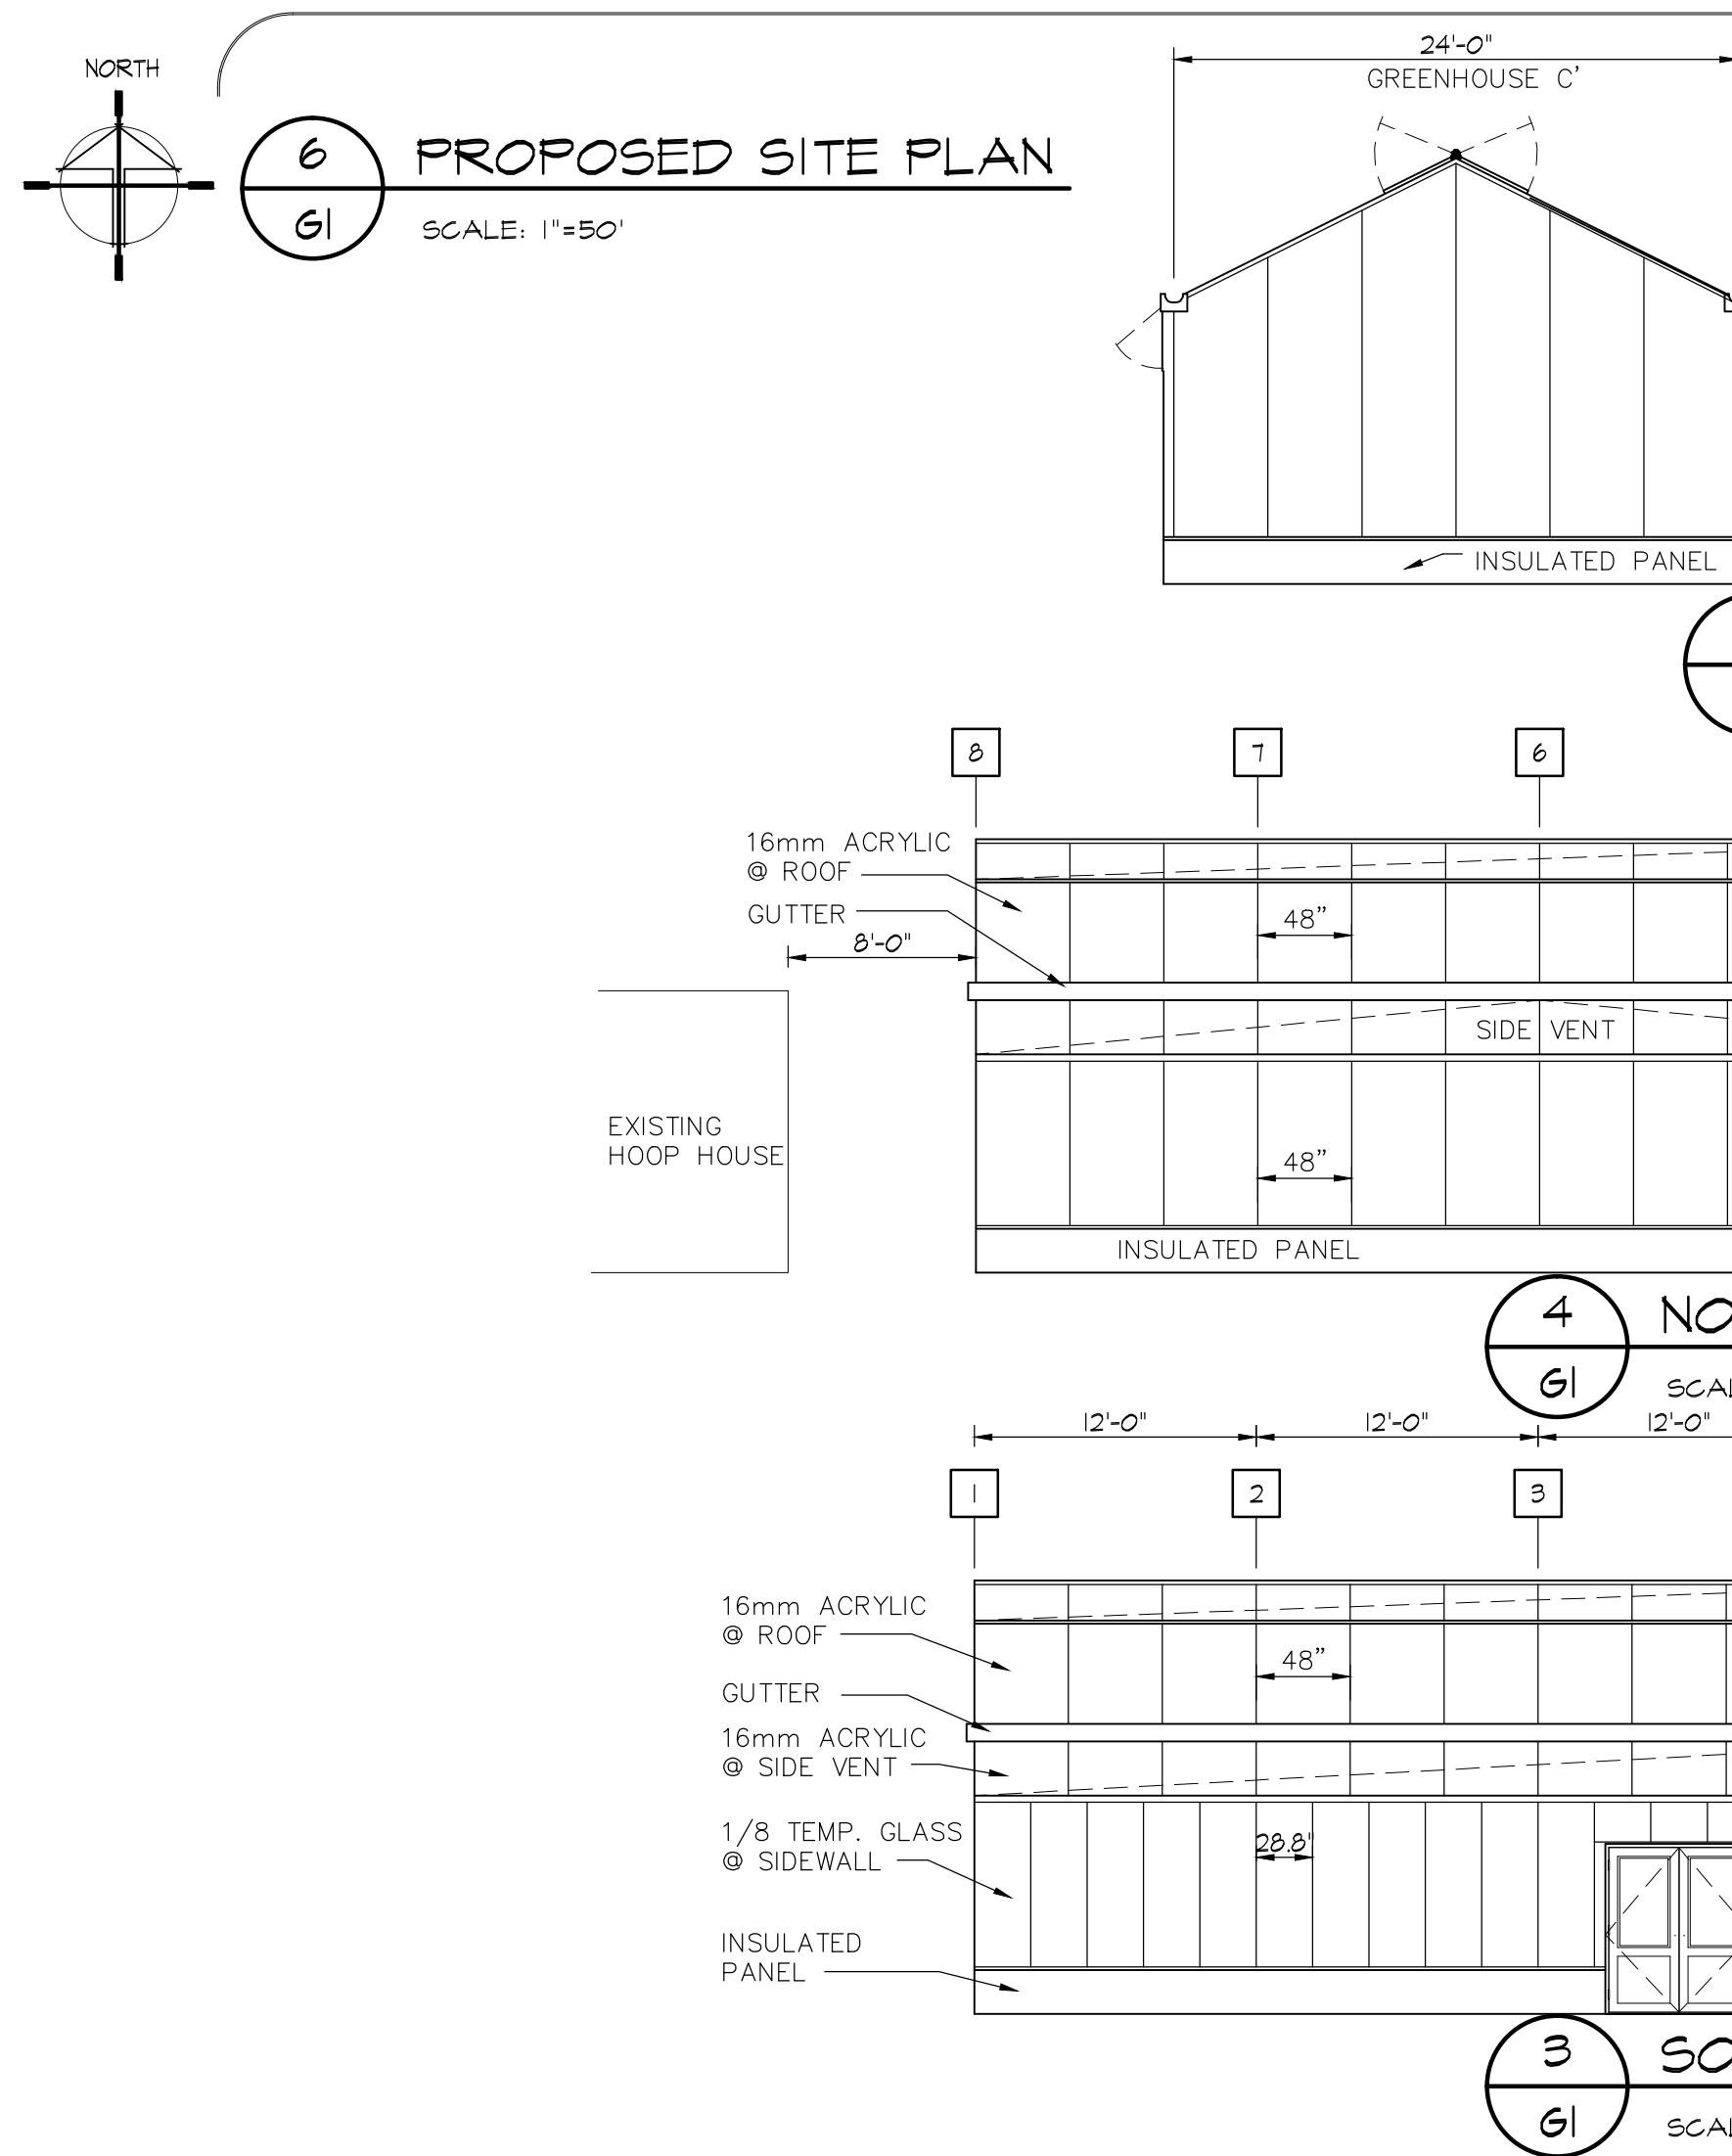 NORTH
6
G1
PROPOSED SITE PLAN
SCALE: 1"=50'
24'-0"
GREENHOUSE C'
INSULATED PANEL
8
7
6
16mm ACRYLIC
@ ROOF
GUTTER
8'-0"
48”
SIDE VENT
EXISTING
HOOP HOUSE
48”
INSULATED PANEL
4
G1
12'-0"
12'-0"
12'-0"
1
2
3
16mm ACRYLIC
@ ROOF
48”
GUTTER
16mm ACRYLIC
@ SIDE VENT
1/8 TEMP. GLASS
@ SIDEWALL
28.8'
INSULATED
PANEL
3
G1